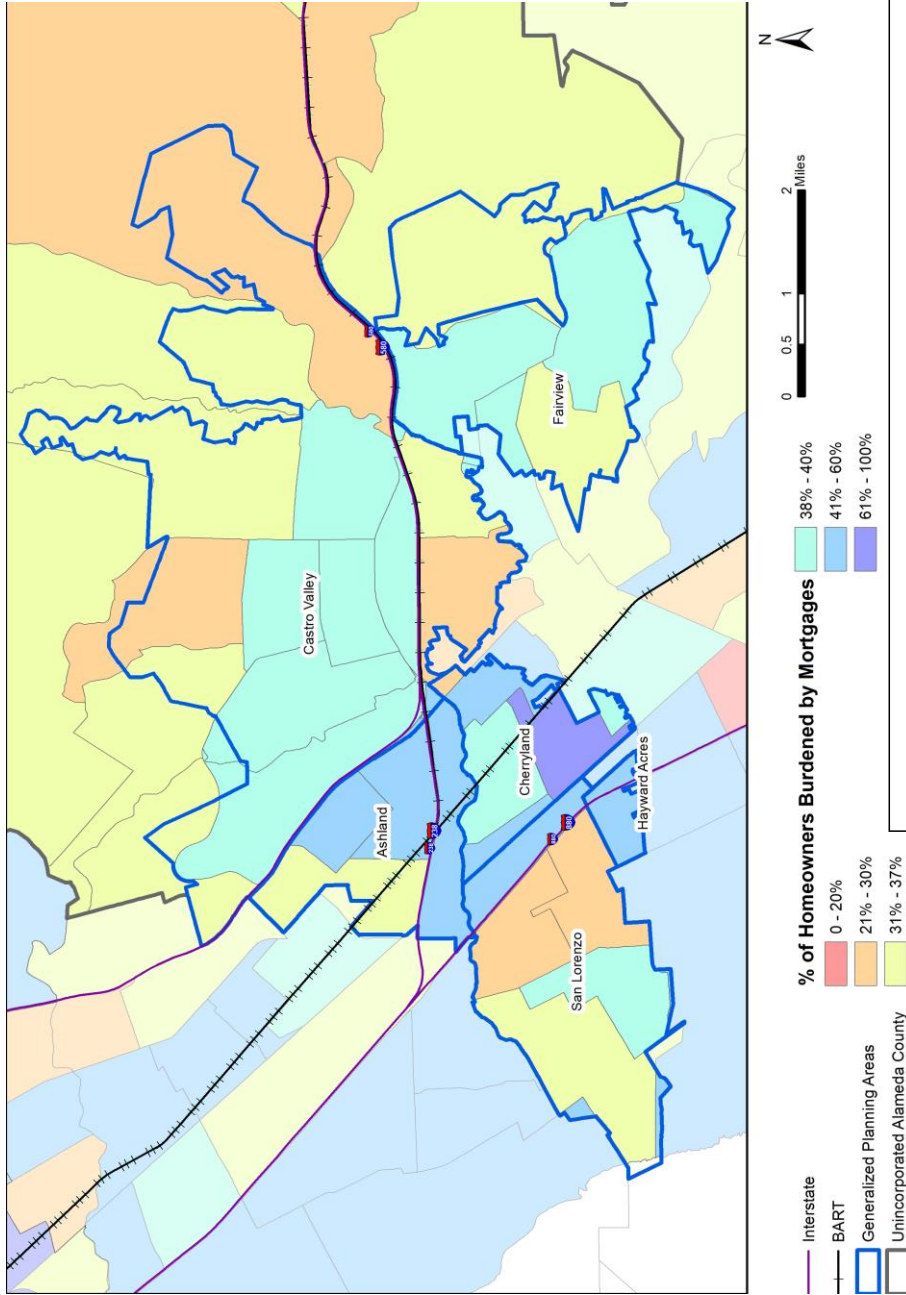 Castro Valley
Ashland
Cherryland
Fairview
San Lorenzo
Hayward Acres
580
238
880
Interstate
BART
Generalized Planning Areas
Unincorporated Alameda County
% of Homeowners Burdened by Mortgages
0 - 20%
21% - 30%
31% - 37%
38% - 40%
41% - 60%
61% - 100%
0 0.5 1 2
Miles
N